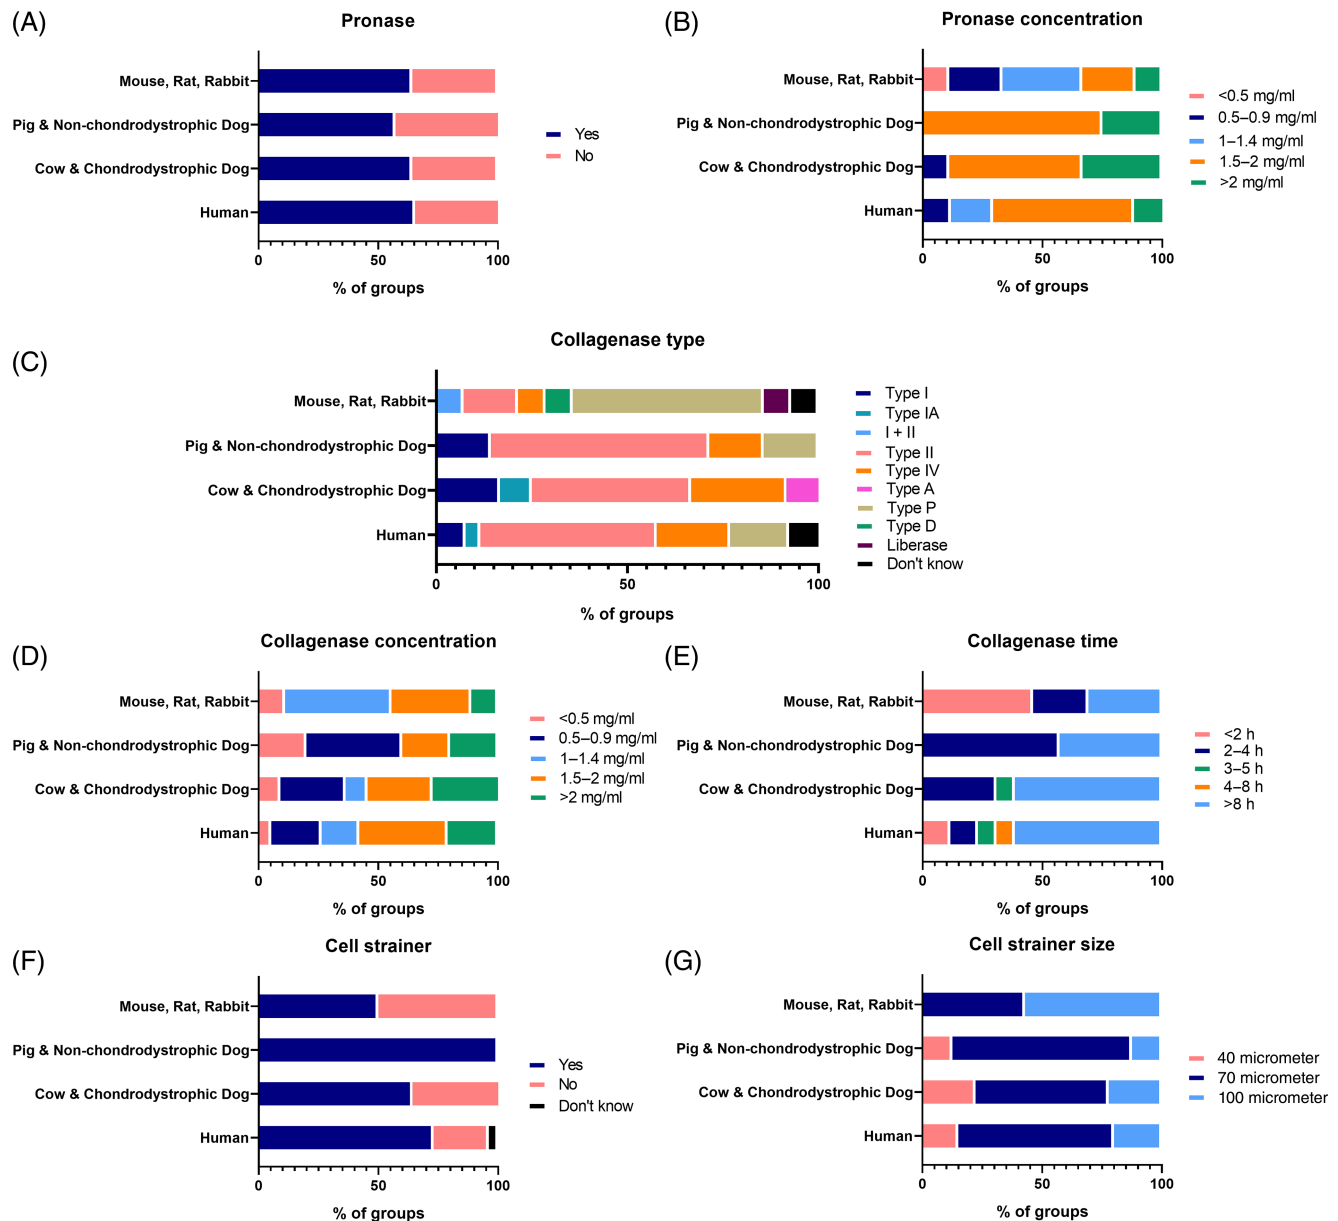 (A)
Pronase
Mouse, Rat, Rabbit
Pig & Non-chondrodystrophic Dog
Cow & Chondrodystrophic Dog
Human
0 50 100
% of groups
Yes
No
(B)
Pronase concentration
Mouse, Rat, Rabbit
Pig & Non-chondrodystrophic Dog
Cow & Chondrodystrophic Dog
Human
0 50 100
% of groups
<0.5 mg/ml
0.5–0.9 mg/ml
1–1.4 mg/ml
1.5–2 mg/ml
>2 mg/ml
(C)
Collagenase type
Mouse, Rat, Rabbit
Pig & Non-chondrodystrophic Dog
Cow & Chondrodystrophic Dog
Human
0 50 100
% of groups
Type I
Type IA
I + II
Type II
Type IV
Type A
Type P
Type D
Liberase
Don't know
(D)
Collagenase concentration
Mouse, Rat, Rabbit
Pig & Non-chondrodystrophic Dog
Cow & Chondrodystrophic Dog
Human
0 50 100
% of groups
<0.5 mg/ml
0.5–0.9 mg/ml
1–1.4 mg/ml
1.5–2 mg/ml
>2 mg/ml
(E)
Collagenase time
Mouse, Rat, Rabbit
Pig & Non-chondrodystrophic Dog
Cow & Chondrodystrophic Dog
Human
0 50 100
% of groups
<2 h
2–4 h
3–5 h
4–8 h
>8 h
(F)
Cell strainer
Mouse, Rat, Rabbit
Pig & Non-chondrodystrophic Dog
Cow & Chondrodystrophic Dog
Human
0 50 100
% of groups
Yes
No
Don't know
(G)
Cell strainer size
Mouse, Rat, Rabbit
Pig & Non-chondrodystrophic Dog
Cow & Chondrodystrophic Dog
Human
0 50 100
% of groups
40 micrometer
70 micrometer
100 micrometer